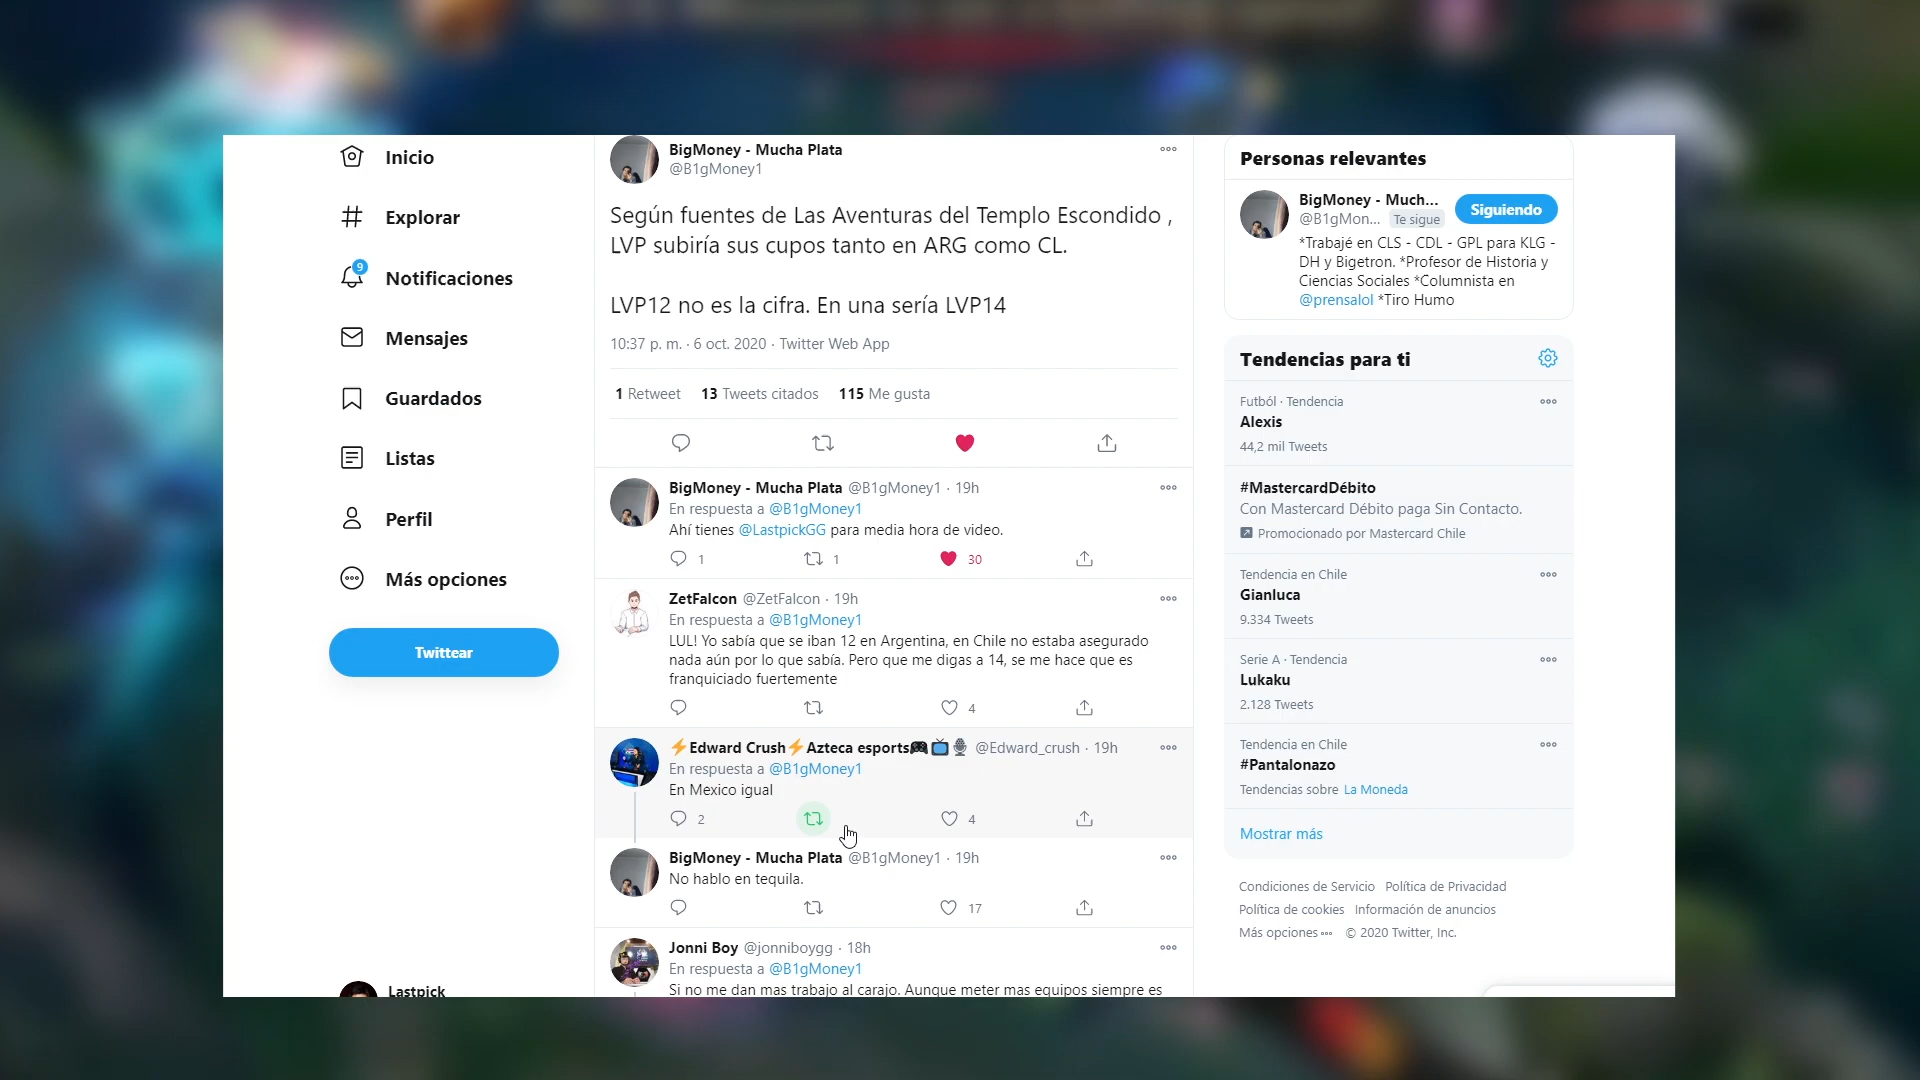 Inicio
Explorar
9
Notificaciones
Mensajes
Guardados
Listas
Perfil
Más opciones
Twittear
Lastpick
BigMoney - Mucha Plata
@B1gMoney1
Según fuentes de Las Aventuras del Templo Escondido ,
LVP subiría sus cupos tanto en ARG como CL.
LVP12 no es la cifra. En una sería LVP14
10:37 p. m. · 6 oct. 2020 · Twitter Web App
1 Retweet 13 Tweets citados 115 Me gusta
BigMoney - Mucha Plata @B1gMoney1 · 19h
En respuesta a @B1gMoney1
Ahí tienes @LastpickGG para media hora de video.
1 1 30
ZetFalcon @ZetFalcon · 19h
En respuesta a @B1gMoney1
LUL! Yo sabía que se iban 12 en Argentina, en Chile no estaba asegurado
nada aún por lo que sabía. Pero que me digas a 14, se me hace que es
franquiciado fuertemente
4
⚡Edward Crush⚡Azteca esports🎮📺🎙 @Edward_crush · 19h
En respuesta a @B1gMoney1
En Mexico igual
2 4
BigMoney - Mucha Plata @B1gMoney1 · 19h
No hablo en tequila.
17
Jonni Boy @jonniboygg · 18h
En respuesta a @B1gMoney1
Si no me dan mas trabajo al carajo. Aunque meter mas equipos siempre es
Personas relevantes
BigMoney - Much...
@B1gMon... Te sigue
Siguiendo
*Trabajé en CLS - CDL - GPL para KLG -
DH y Bigetron. *Profesor de Historia y
Ciencias Sociales *Columnista en
@prensalol *Tiro Humo
Tendencias para ti
Futból · Tendencia
Alexis
44,2 mil Tweets
#MastercardDébito
Con Mastercard Débito paga Sin Contacto.
Promocionado por Mastercard Chile
Tendencia en Chile
Gianluca
9.334 Tweets
Serie A · Tendencia
Lukaku
2.128 Tweets
Tendencia en Chile
#Pantalonazo
Tendencias sobre La Moneda
Mostrar más
Condiciones de Servicio Política de Privacidad
Política de cookies Información de anuncios
Más opciones © 2020 Twitter, Inc.